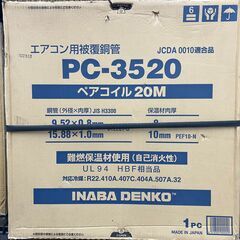 エアコン用被覆銅管
JCDA 0010適合品
PC-3520
ペアコイル20M
銅管(外径×肉厚) JIS H3300
保温材肉厚
9.52×0.8mm
8
15.88×1.0mm
10mm PEF10-N
難燃保温材使用(自己消火性)
UL94 HBF相当品
対応冷媒:R22.410A.407C.404A.507A.32
INABA DENKO
1PC
MADE IN JAPAN